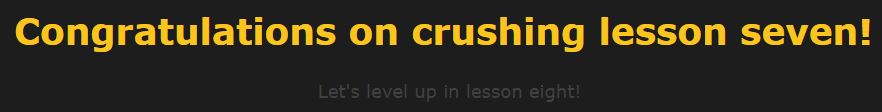 Congratulations on crushing lesson seven!
Let's level up in lesson eight!